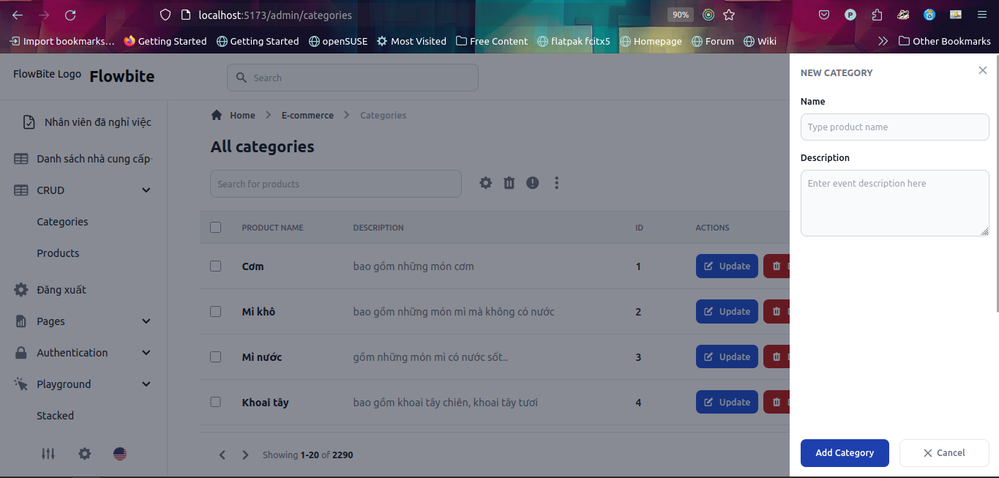 localhost:5173/admin/categories
90%
Import bookmarks... Getting Started Getting Started openSUSE Most Visited Free Content flatpak fcitx5 Homepage Forum Wiki Other Bookmarks
FlowBite Logo Flowbite
Search
Nhân viên đã nghỉ việc
Danh sách nhà cung cấp
CRUD
Categories
Products
Đăng xuất
Pages
Authentication
Playground
Stacked
Home E-commerce Categories
All categories
Search for products
PRODUCT NAME DESCRIPTION ID ACTIONS
Cơm bao gồm những món cơm 1 Update
Mì khô bao gồm những món mì mà không có nước 2 Update
Mì nước gồm những món mì có nước sốt.. 3 Update
Khoai tây bao gồm khoai tây chiên, khoai tây tươi 4 Update
Showing 1-20 of 2290
NEW CATEGORY
Name
Type product name
Description
Enter event description here
Add Category Cancel